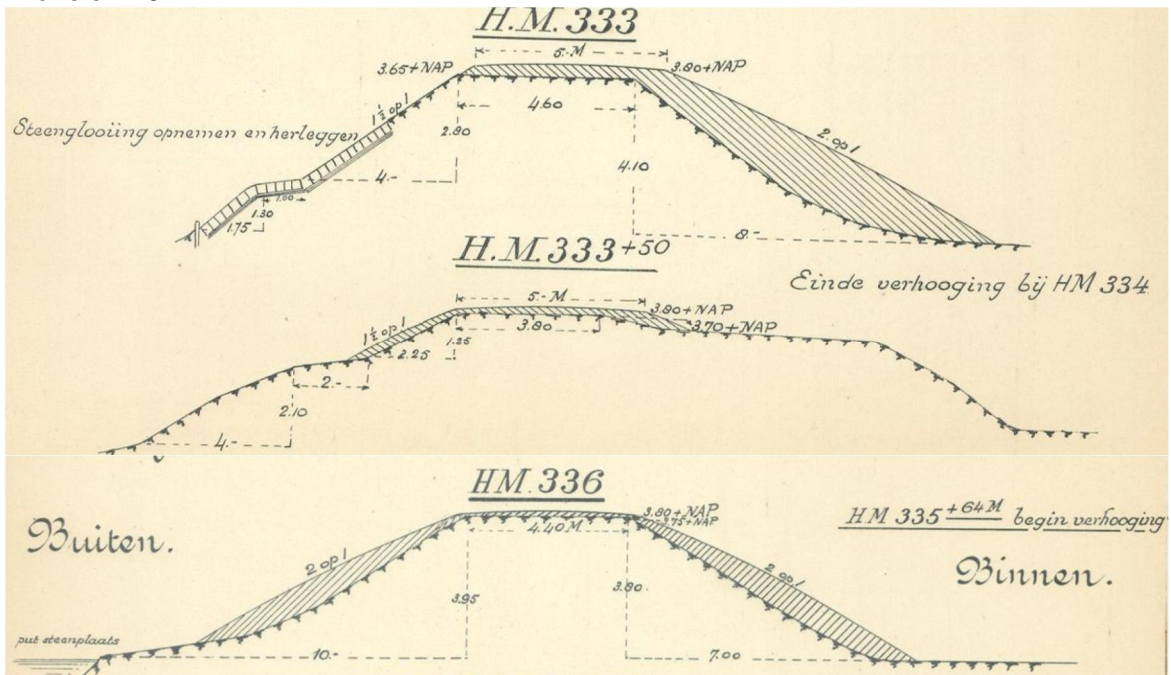 H.M. 333
5.-M
3.65+NAP
3.80+NAP
1½ op 1
4.60
Steenglooiing opnemen en herleggen
2.80
2. op 1
4.-
4.10
1.00
1.30
1.75
8.-
H.M. 333+50
Einde verhooging bij HM 334
5.-M
3.80+NAP
1½ op 1
3.80
3.70+NAP
1.25
2.25
2.-
2.10
4.-
HM. 336
3.80+NAP
3.75+NAP
HM 335+64M begin verhooging
4.40 M
Buiten.
Binnen.
2 op 1
2 op 1
3.95
3.80
put steenplaats
10.-
7.00